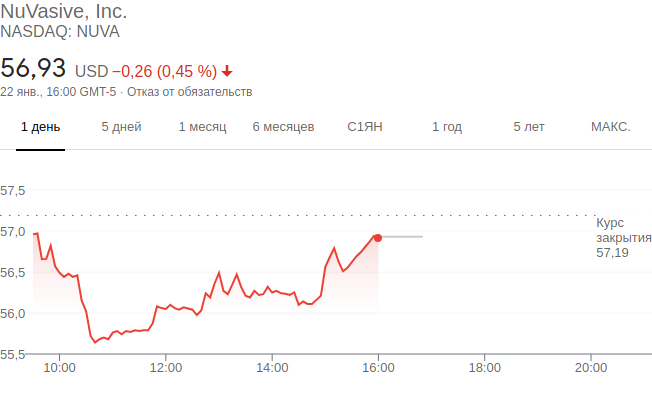 NuVasive, Inc.
NASDAQ: NUVA
56,93 USD −0,26 (0,45 %)
22 янв., 16:00 GMT-5 · Отказ от обязательств
1 день 5 дней 1 месяц 6 месяцев С1ЯН 1 год 5 лет МАКС.
57,5
57,0
56,5
56,0
55,5
Курс
закрытия
57,19
10:00 12:00 14:00 16:00 18:00 20:00